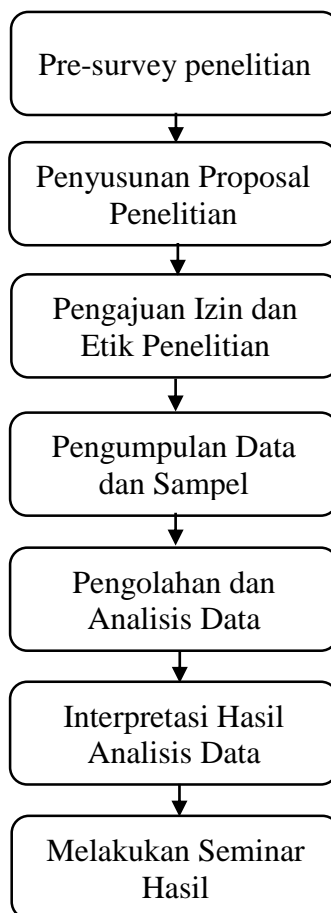 Pre-survey penelitian
Penyusunan Proposal
Penelitian
Pengajuan Izin dan
Etik Penelitian
Pengumpulan Data
dan Sampel
Pengolahan dan
Analisis Data
Interpretasi Hasil
Analisis Data
Melakukan Seminar
Hasil